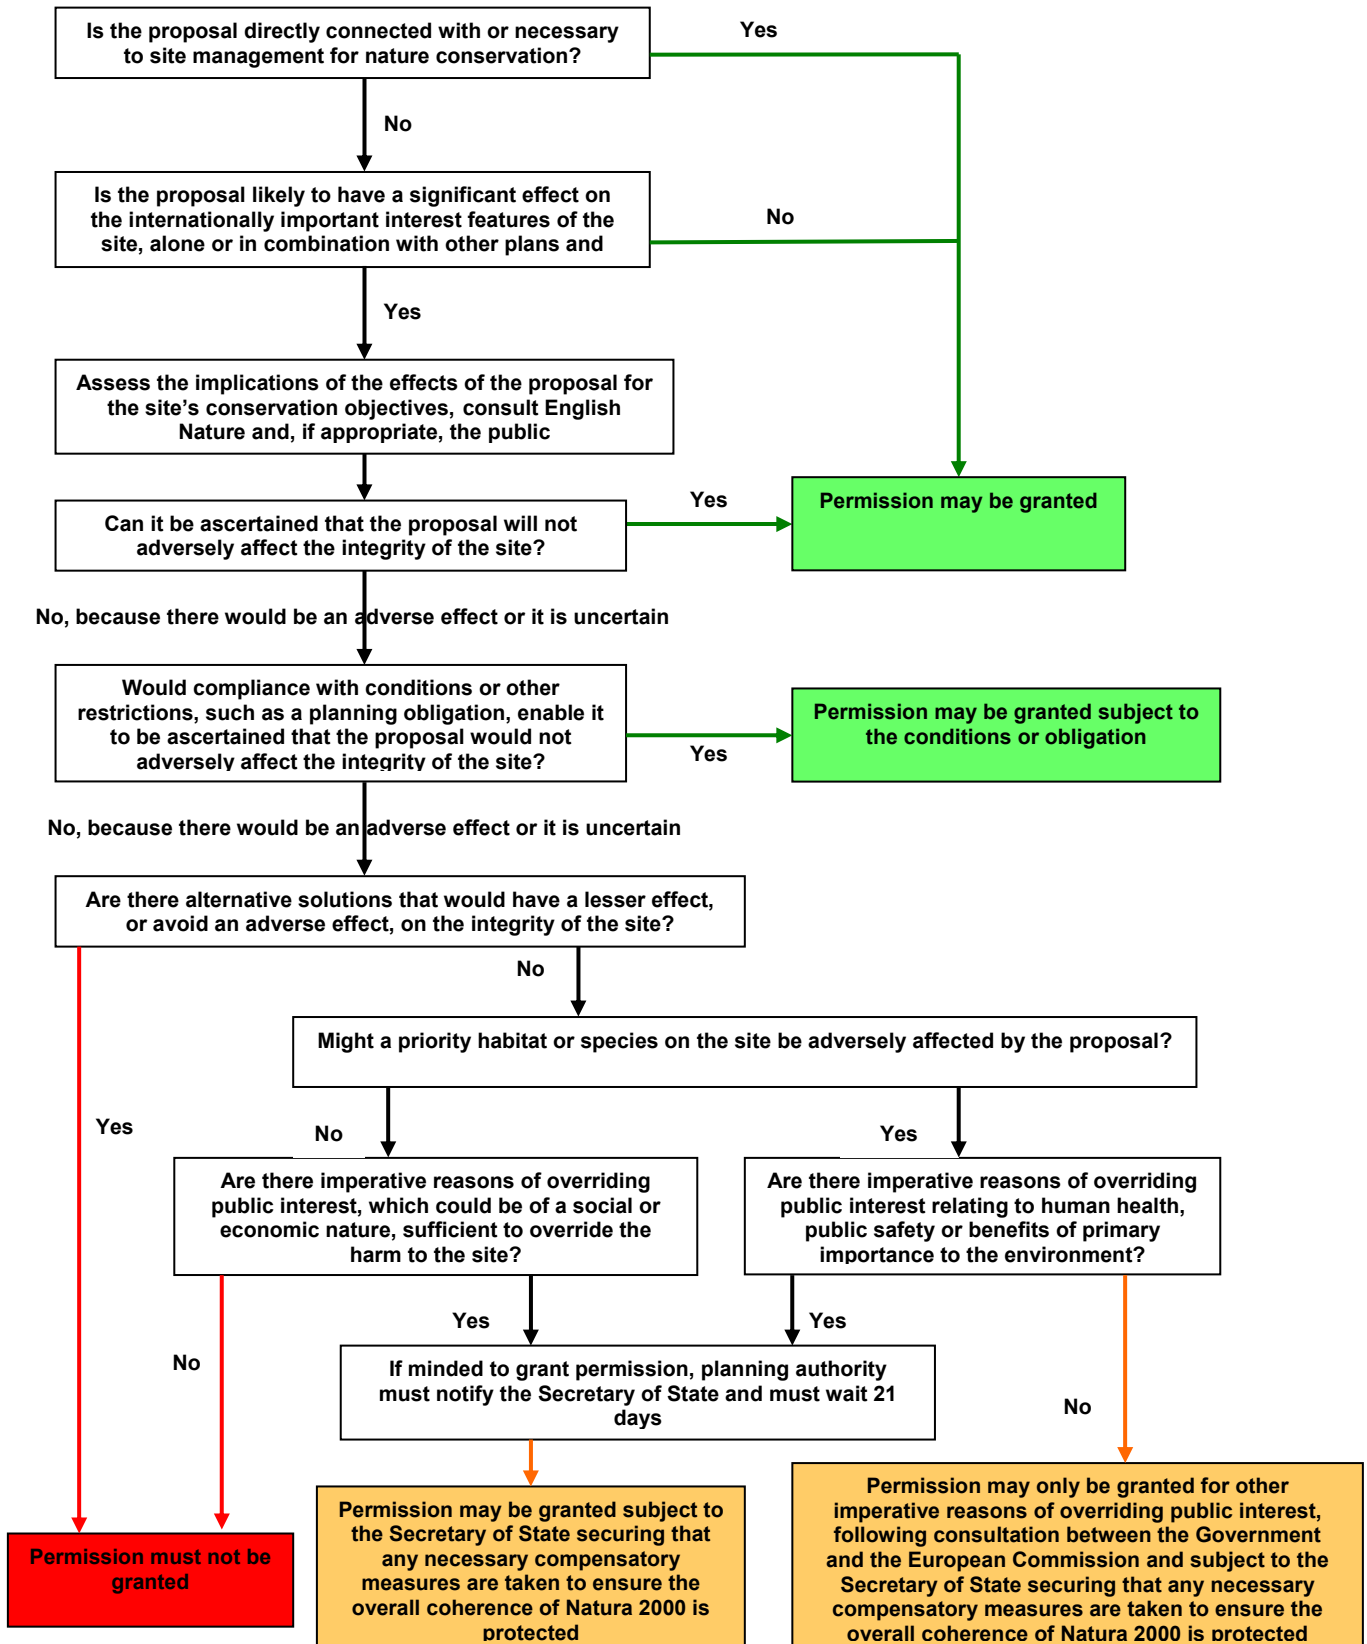 Is the proposal directly connected with or necessary
to site management for nature conservation?
Yes
No
Is the proposal likely to have a significant effect on
the internationally important interest features of the
site, alone or in combination with other plans and
No
Yes
Assess the implications of the effects of the proposal for
the site’s conservation objectives, consult English
Nature and, if appropriate, the public
Can it be ascertained that the proposal will not
adversely affect the integrity of the site?
Yes
Permission may be granted
No, because there would be an adverse effect or it is uncertain
Would compliance with conditions or other
restrictions, such as a planning obligation, enable it
to be ascertained that the proposal would not
adversely affect the integrity of the site?
Yes
Permission may be granted subject to
the conditions or obligation
No, because there would be an adverse effect or it is uncertain
Are there alternative solutions that would have a lesser effect,
or avoid an adverse effect, on the integrity of the site?
No
Might a priority habitat or species on the site be adversely affected by the proposal?
Yes
No
Yes
Are there imperative reasons of overriding
public interest, which could be of a social or
economic nature, sufficient to override the
harm to the site?
Are there imperative reasons of overriding
public interest relating to human health,
public safety or benefits of primary
importance to the environment?
Yes
Yes
No
If minded to grant permission, planning authority
must notify the Secretary of State and must wait 21
days
No
Permission must not be
granted
Permission may be granted subject to
the Secretary of State securing that
any necessary compensatory
measures are taken to ensure the
overall coherence of Natura 2000 is
protected
Permission may only be granted for other
imperative reasons of overriding public interest,
following consultation between the Government
and the European Commission and subject to the
Secretary of State securing that any necessary
compensatory measures are taken to ensure the
overall coherence of Natura 2000 is protected